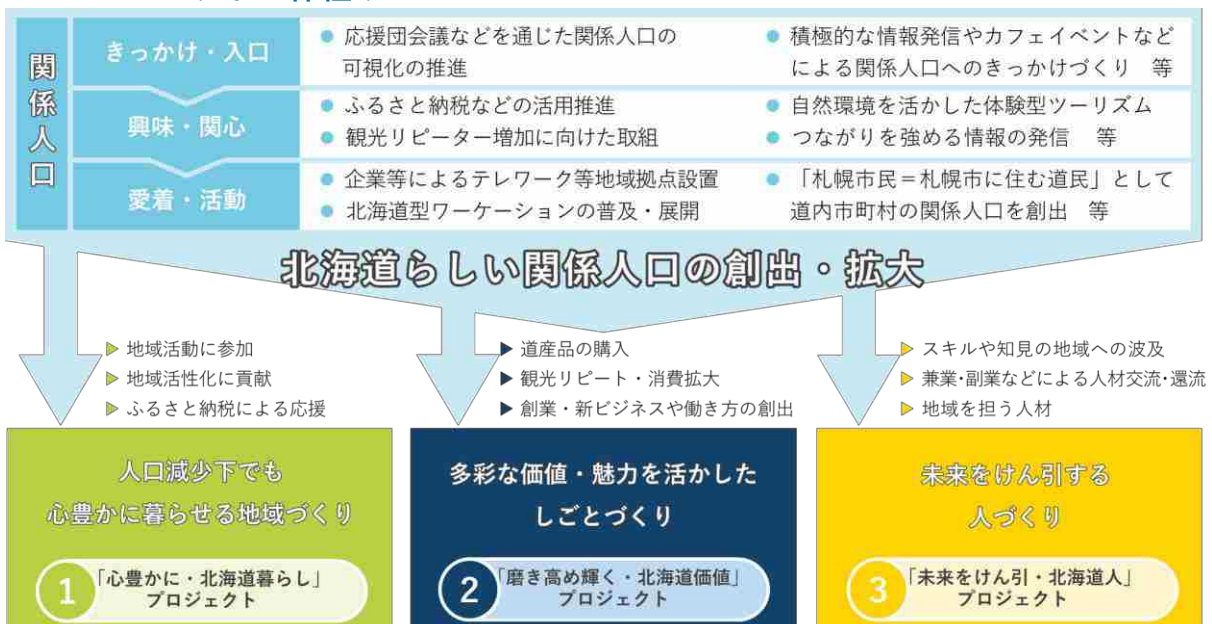 関係人口
きっかけ・入口
● 応援団会議などを通じた関係人口の
可視化の推進
● 積極的な情報発信やカフェイベントなど
による関係人口へのきっかけづくり 等
興味・関心
● ふるさと納税などの活用推進
● 観光リピーター増加に向けた取組
● 自然環境を活かした体験型ツーリズム
● つながりを強める情報の発信 等
愛着・活動
● 企業等によるテレワーク等地域拠点設置
● 北海道型ワーケーションの普及・展開
● 「札幌市民=札幌市に住む道民」として
道内市町村の関係人口を創出 等
北海道らしい関係人口の創出・拡大
▶ 地域活動に参加
▶ 地域活性化に貢献
▶ ふるさと納税による応援
▶ 道産品の購入
▶ 観光リピート・消費拡大
▶ 創業・新ビジネスや働き方の創出
▶ スキルや知見の地域への波及
▶ 兼業・副業などによる人材交流・還流
▶ 地域を担う人材
人口減少下でも
心豊かに暮らせる地域づくり
1 「心豊かに・北海道暮らし」
プロジェクト
多彩な価値・魅力を活かした
しごとづくり
2 「磨き高め輝く・北海道価値」
プロジェクト
未来をけん引する
人づくり
3 「未来をけん引・北海道人」
プロジェクト